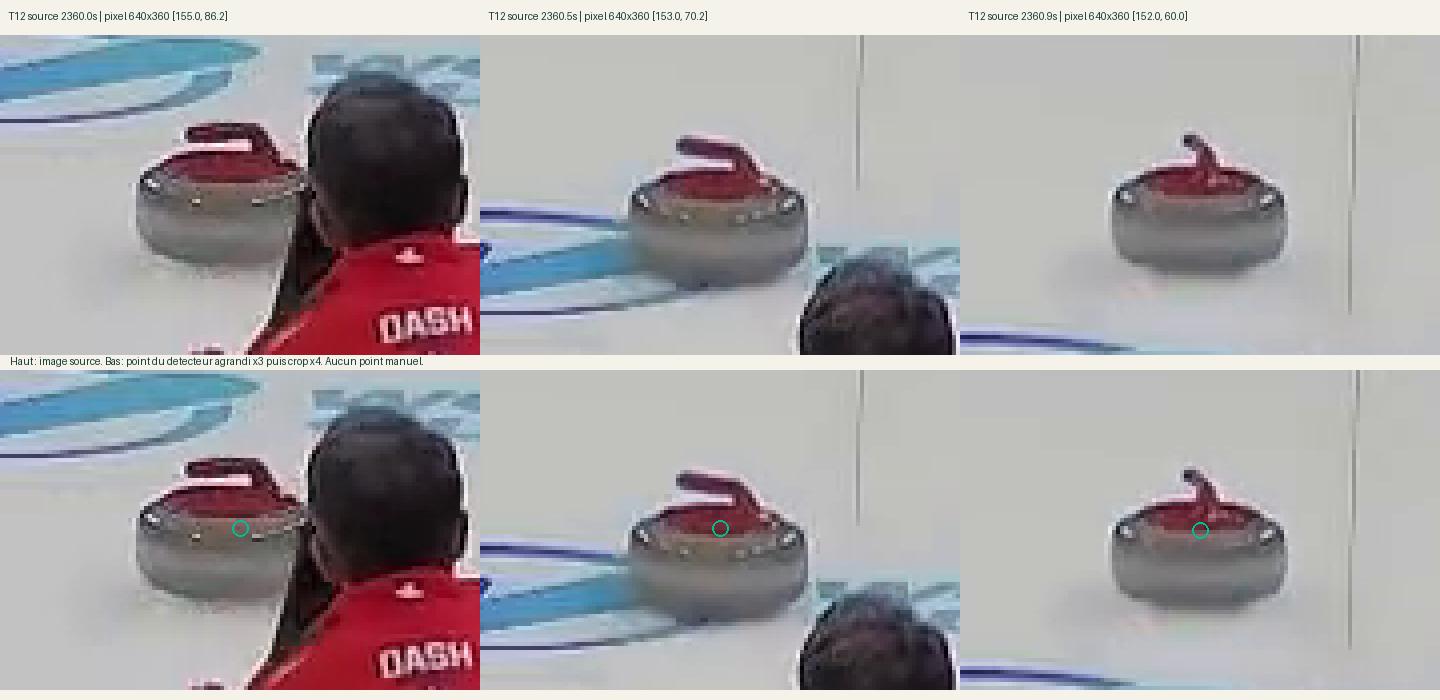 T12 source 2360.0s | pixel 640x360 [155.0, 86.2]
T12 source 2360.5s | pixel 640x360 [153.0, 70.2]
T12 source 2360.9s | pixel 640x360 [152.0, 60.0]
DASH
Haut: image source. Bas: point du detecteur agrandi x3 puis crop x4. Aucun point manuel.
DASH